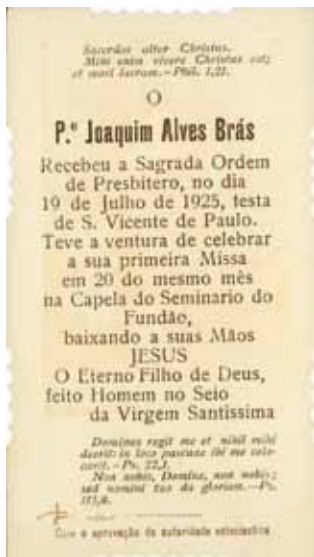 Sacerdos alter Christus.
Mihi enim vivere Christus est;
et mori lucrum.—Phil. 1,21.
O
P.e Joaquim Alves Brás
Recebeu a Sagrada Ordem
de Presbitero, no dia
19 de Julho de 1925, festa
de S. Vicente de Paulo.
Teve a ventura de celebrar
a sua primeira Missa
em 20 do mesmo mês
na Capela do Seminario do
Fundão,
baixando a suas Mãos
JESUS
O Eterno Filho de Deus,
feito Homem no Seio
da Virgem Santissima
Dominus regit me et nihil mihi
deerit: in loco pascuae ibi me colo-
cavit.—Ps. 22,1.
Non nobis, Domine, non nobis;
sed nomini tuo da gloriam.—Ps.
Com a aprovação da autoridade eclesiastica